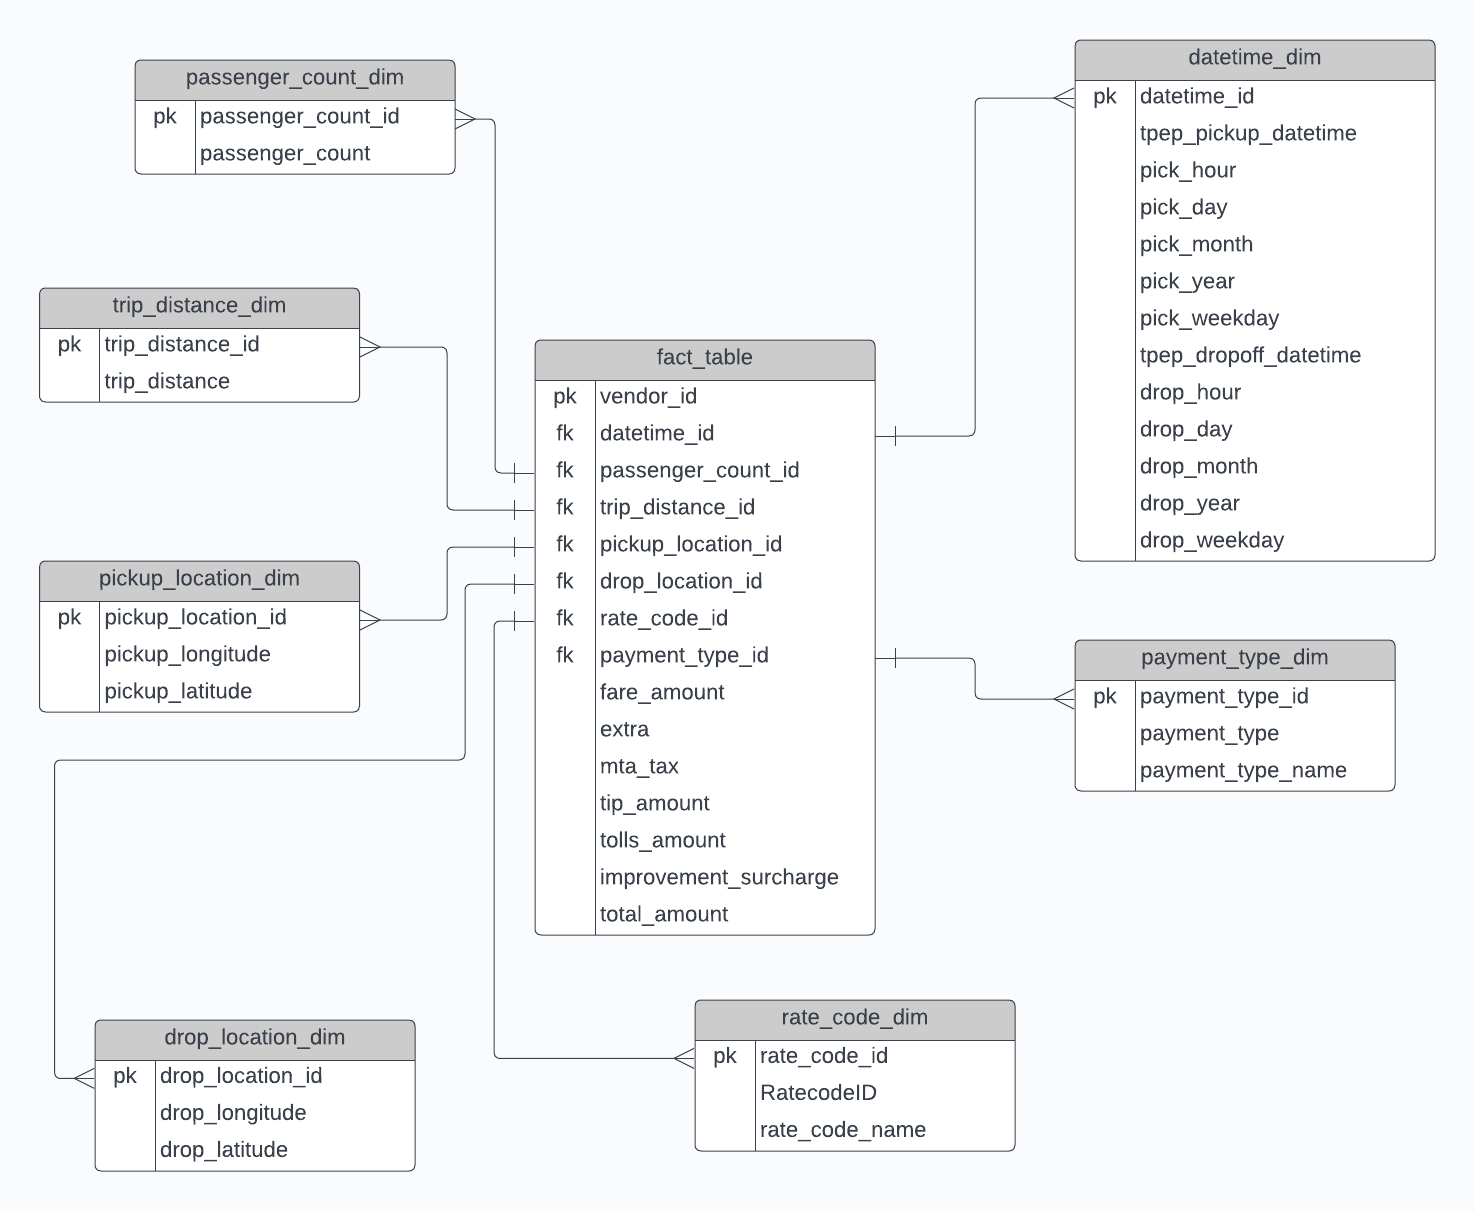 passenger_count_dim
pk passenger_count_id
passenger_count
datetime_dim
pk datetime_id
tpep_pickup_datetime
pick_hour
pick_day
pick_month
pick_year
pick_weekday
tpep_dropoff_datetime
drop_hour
drop_day
drop_month
drop_year
drop_weekday
trip_distance_dim
pk trip_distance_id
trip_distance
fact_table
pk vendor_id
fk datetime_id
fk passenger_count_id
fk trip_distance_id
fk pickup_location_id
fk drop_location_id
fk rate_code_id
fk payment_type_id
fare_amount
extra
mta_tax
tip_amount
tolls_amount
improvement_surcharge
total_amount
pickup_location_dim
pk pickup_location_id
pickup_longitude
pickup_latitude
payment_type_dim
pk payment_type_id
payment_type
payment_type_name
drop_location_dim
pk drop_location_id
drop_longitude
drop_latitude
rate_code_dim
pk rate_code_id
RatecodeID
rate_code_name